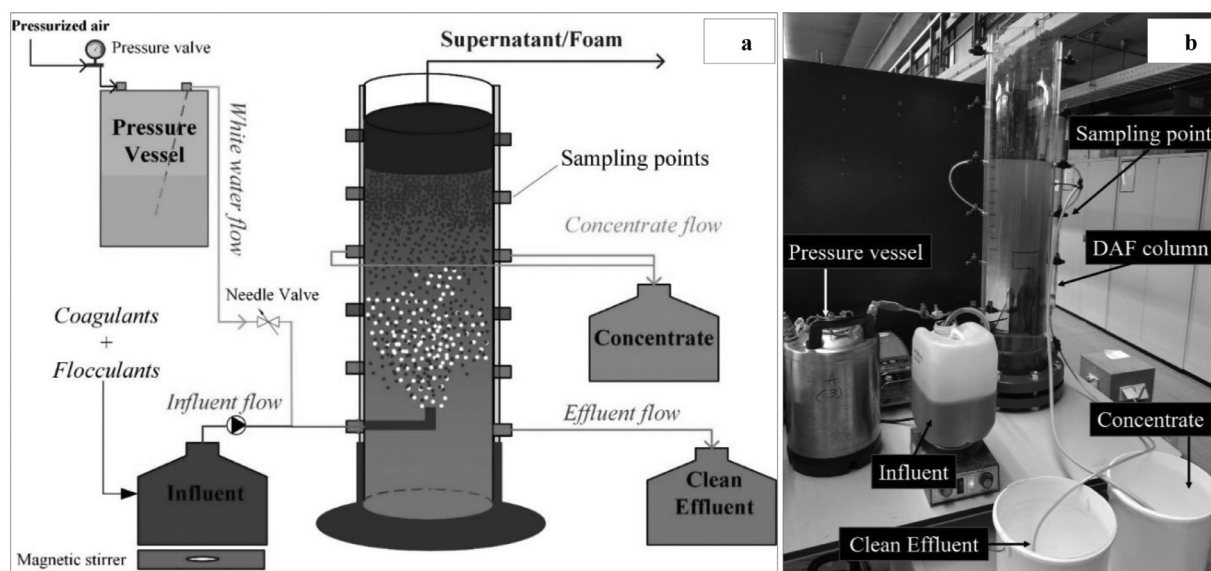 Pressurized air
Pressure valve
Supernatant/Foam
a
Pressure
Vessel
White water
flow
Sampling points
Concentrate flow
Needle Valve
Coagulants
+
Flocculants
Concentrate
Influent flow
Effluent flow
Influent
Clean
Effluent
Magnetic stirrer
b
Sampling point
DAF column
Pressure vessel
Concentrate
Influent
Clean Effluent